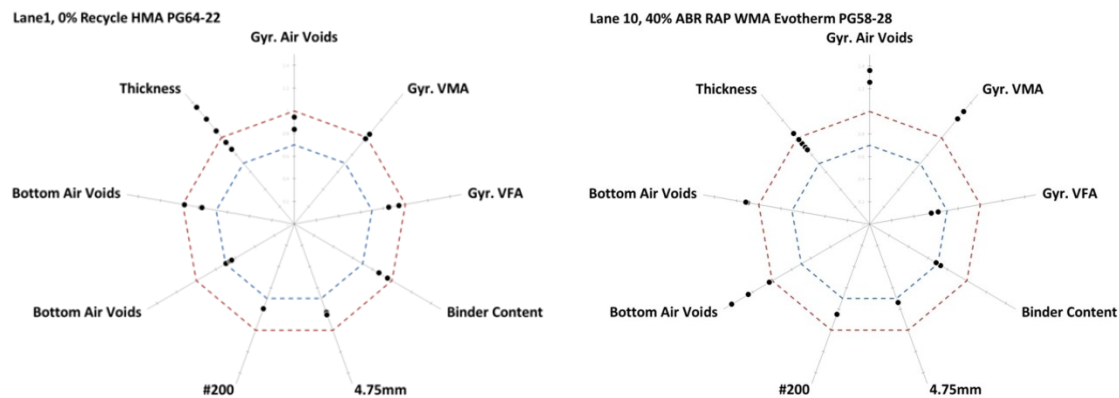 Lane1, 0% Recycle HMA PG64-22
Gyr. Air Voids
Thickness
Gyr. VMA
Bottom Air Voids
Gyr. VFA
Bottom Air Voids
Binder Content
#200
4.75mm
Lane 10, 40% ABR RAP WMA Evotherm PG58-28
Gyr. Air Voids
Thickness
Gyr. VMA
Bottom Air Voids
Gyr. VFA
Bottom Air Voids
Binder Content
#200
4.75mm